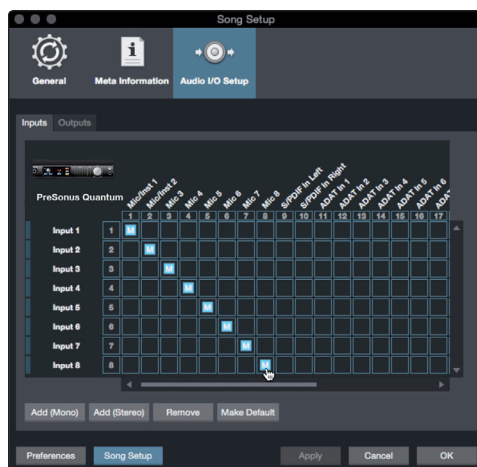 Song Setup
General Meta Information Audio I/O Setup
Inputs Outputs
PreSonus Quantum
Mic/Inst 1 Mic/Inst 2 Mic 3 Mic 4 Mic 5 Mic 6 Mic 7 Mic 8 S/PDIF In Left S/PDIF In Right ADAT In 1 ADAT In 2 ADAT In 3 ADAT In 4 ADAT In 5 ADAT In 6 ADAT
1 2 3 4 5 6 7 8 9 10 11 12 13 14 15 16 17
Input 1 1 M
Input 2 2 M
Input 3 3 M
Input 4 4 M
Input 5 5 M
Input 6 6 M
Input 7 7 M
Input 8 8 M
Add (Mono) Add (Stereo) Remove Make Default
Preferences Song Setup Apply Cancel OK